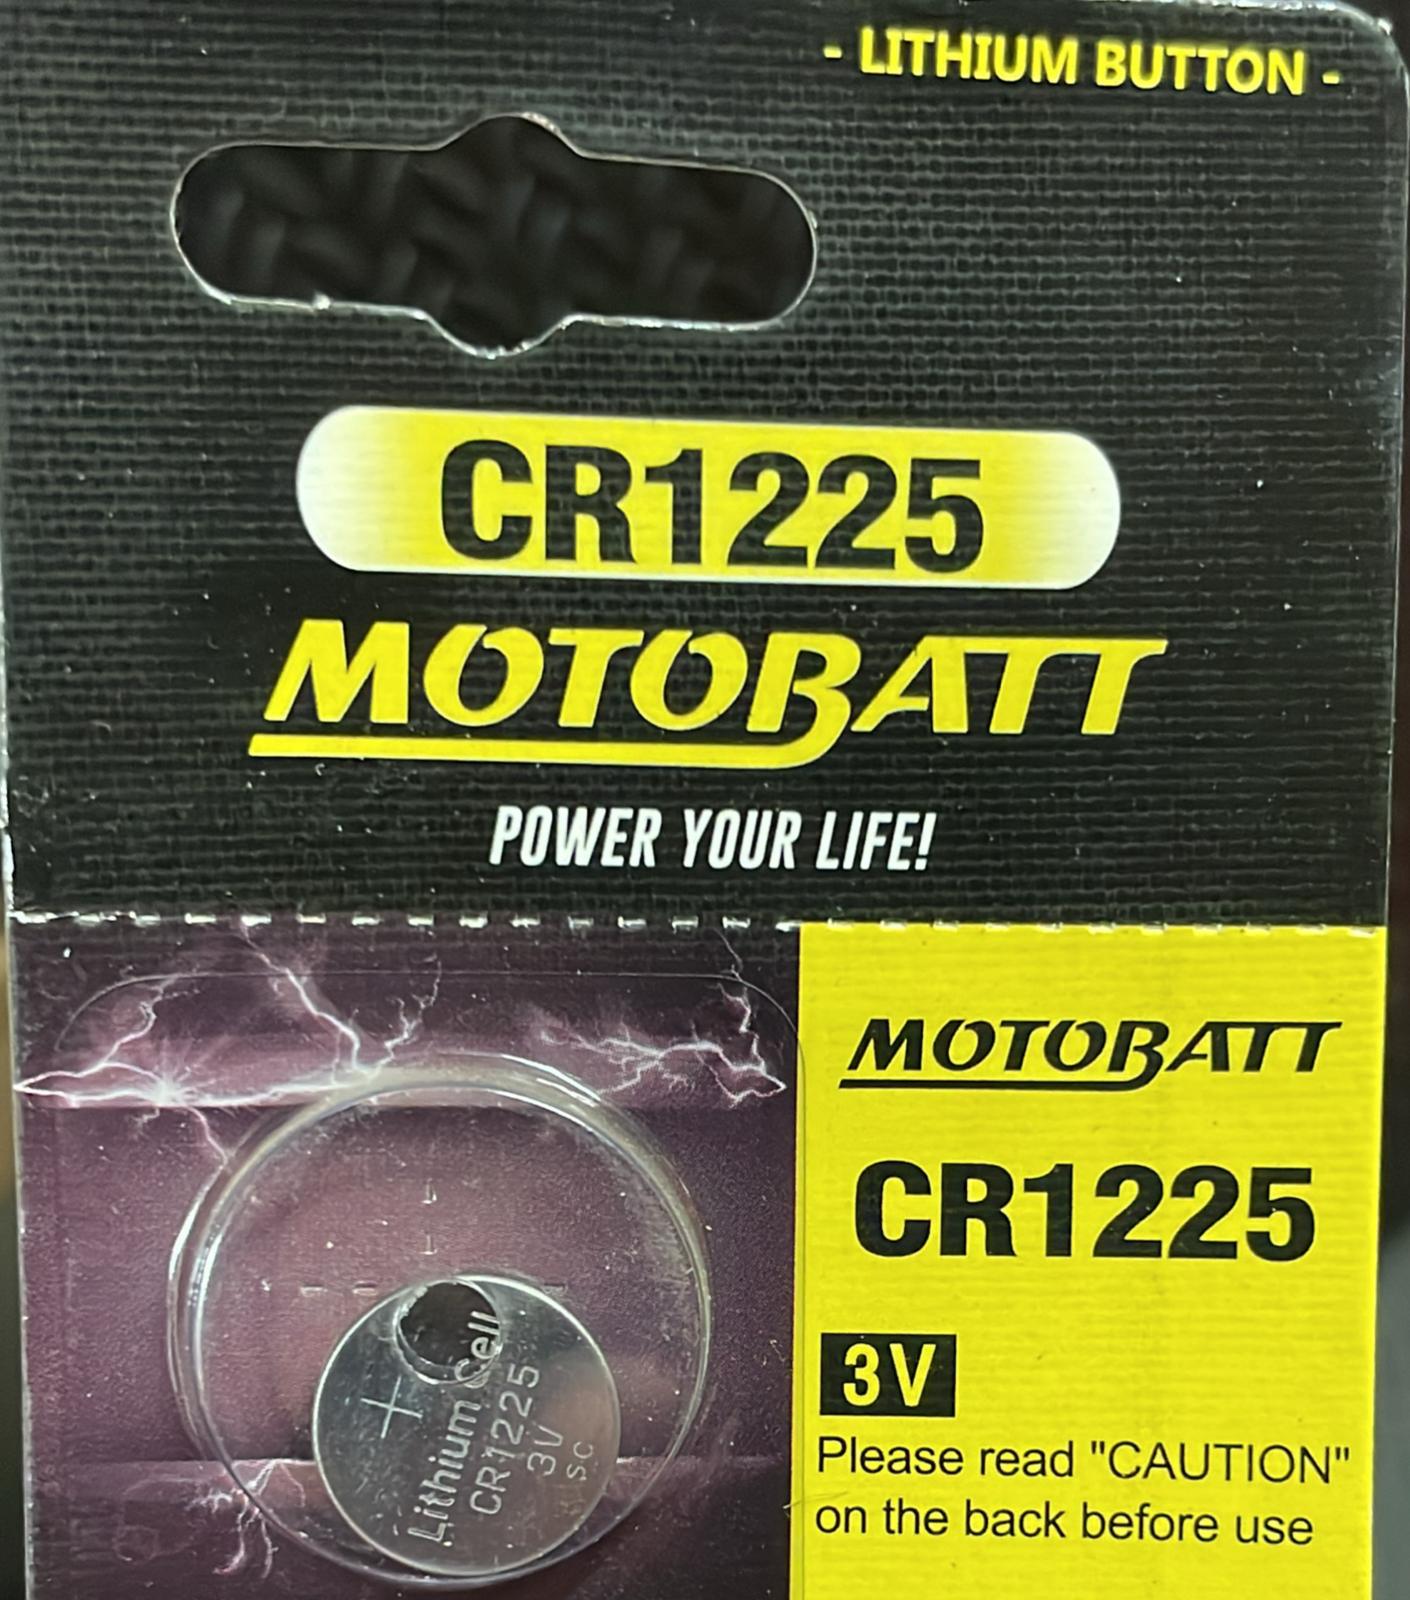 - LITHIUM BUTTON -
CR1225
MOTOBATT
POWER YOUR LIFE!
MOTOBATT
CR1225
3V
Please read "CAUTION"
on the back before use
+
Lithium Cell
CR1225
3V
SC